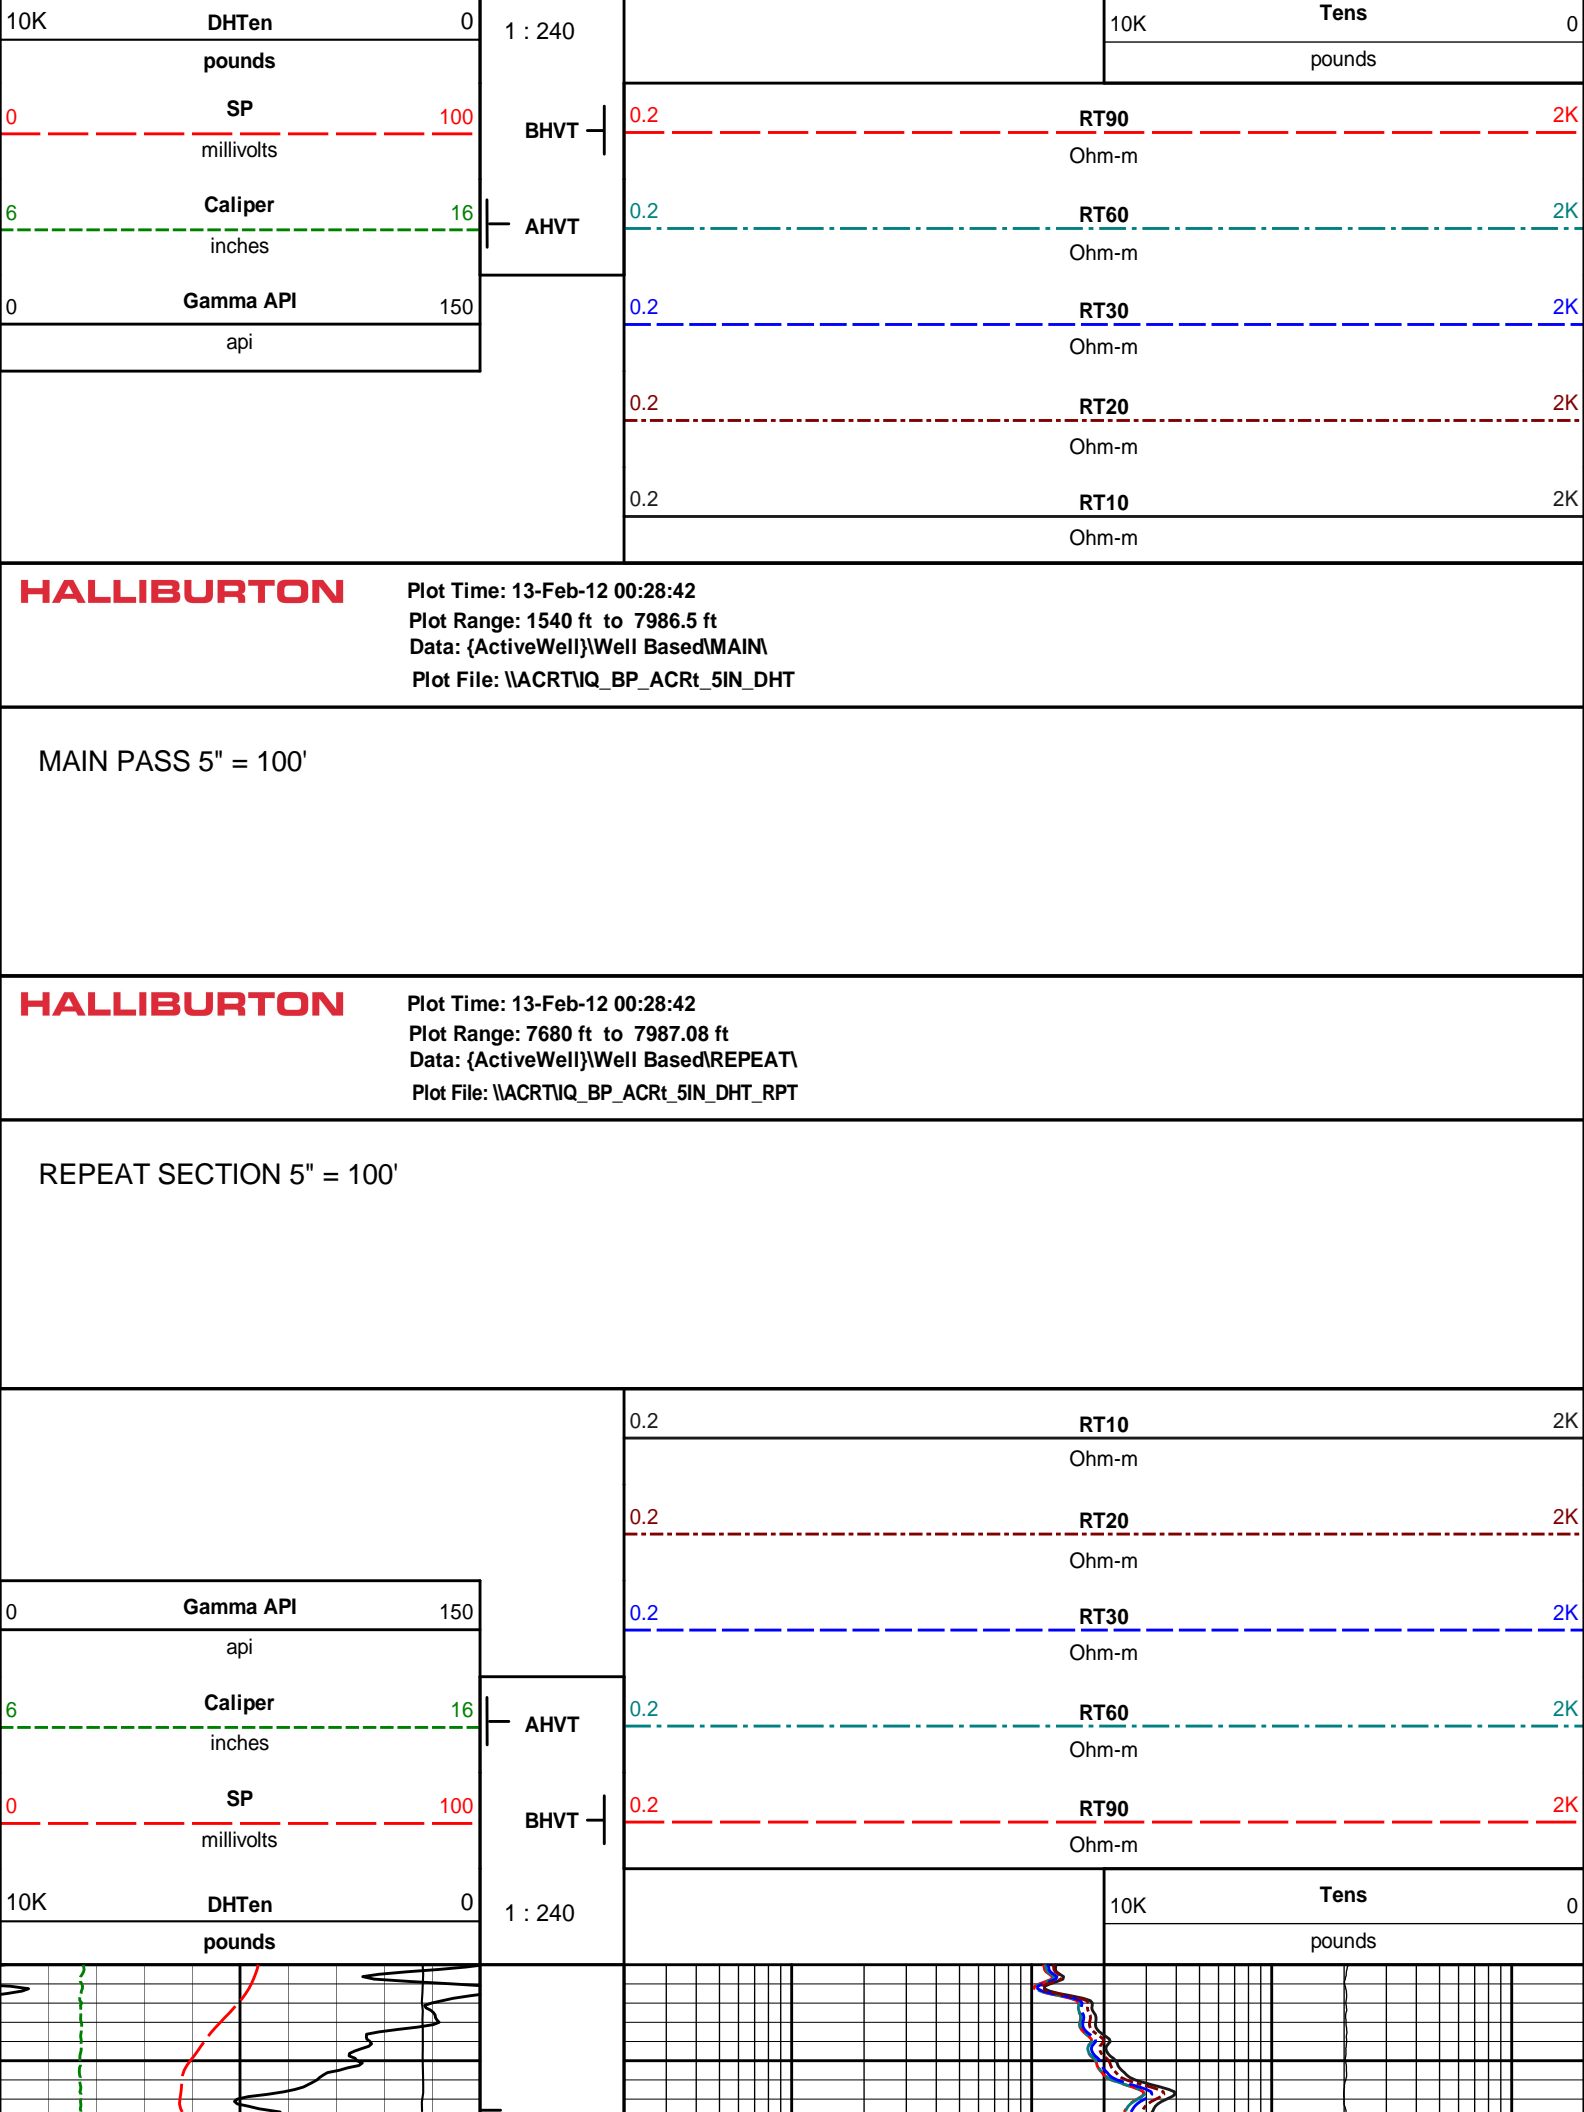 10K DHTen 0
pounds
0 SP 100
millivolts
6 Caliper 16
inches
0 Gamma API 150
api
1 : 240
BHVT
AHVT
10K Tens 0
pounds
0.2 RT90 2K
Ohm-m
0.2 RT60 2K
Ohm-m
0.2 RT30 2K
Ohm-m
0.2 RT20 2K
Ohm-m
0.2 RT10 2K
Ohm-m
HALLIBURTON
Plot Time: 13-Feb-12 00:28:42
Plot Range: 1540 ft to 7986.5 ft
Data: {ActiveWell}\Well Based\MAIN\
Plot File: \\ACRT\IQ_BP_ACRt_5IN_DHT
MAIN PASS 5" = 100'
HALLIBURTON
Plot Time: 13-Feb-12 00:28:42
Plot Range: 7680 ft to 7987.08 ft
Data: {ActiveWell}\Well Based\REPEAT\
Plot File: \\ACRT\IQ_BP_ACRt_5IN_DHT_RPT
REPEAT SECTION 5" = 100'
0.2 RT10 2K
Ohm-m
0.2 RT20 2K
Ohm-m
0.2 RT30 2K
Ohm-m
0.2 RT60 2K
Ohm-m
0.2 RT90 2K
Ohm-m
0 Gamma API 150
api
6 Caliper 16
inches
0 SP 100
millivolts
10K DHTen 0
pounds
AHVT
BHVT
1 : 240
10K Tens 0
pounds